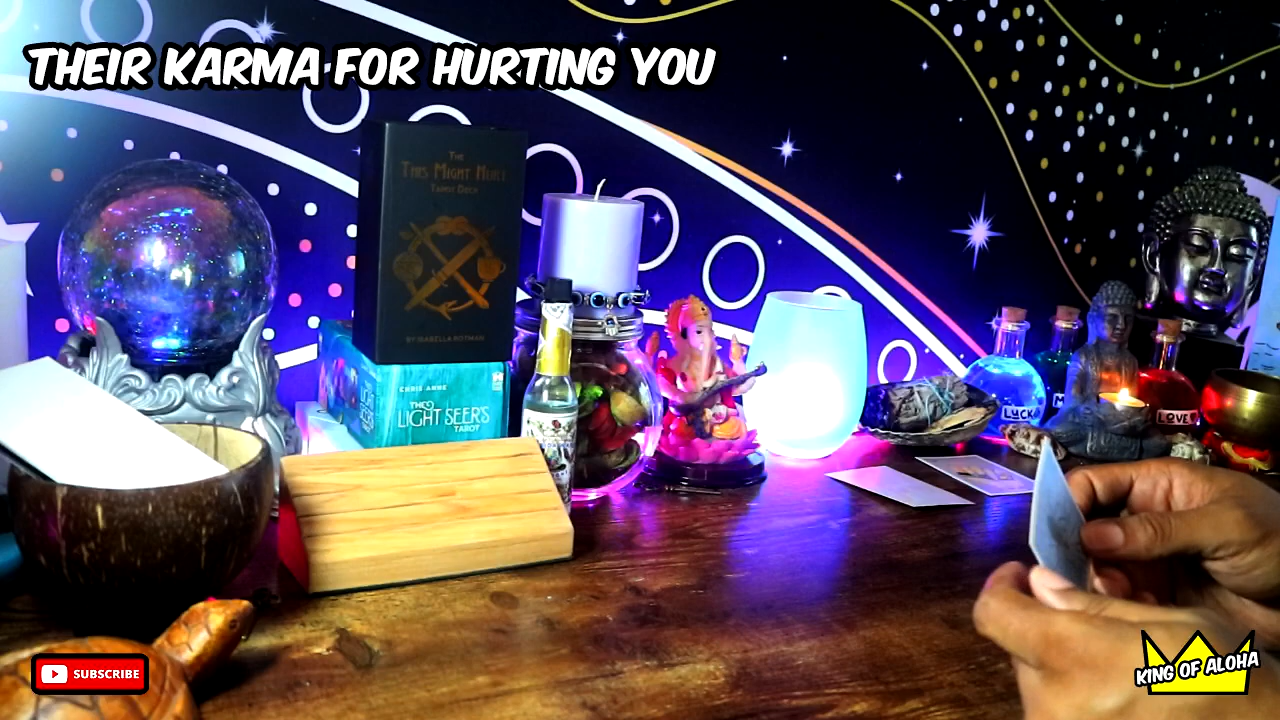 THEIR KARMA FOR HURTING YOU
THE
THIS MIGHT HURT
TAROT DECK
BY ISABELLA ROTMAN
CHRIS-ANNE
THE
LIGHT SEER'S
TAROT
LUCK
LOVE
SUBSCRIBE
KING OF ALOHA